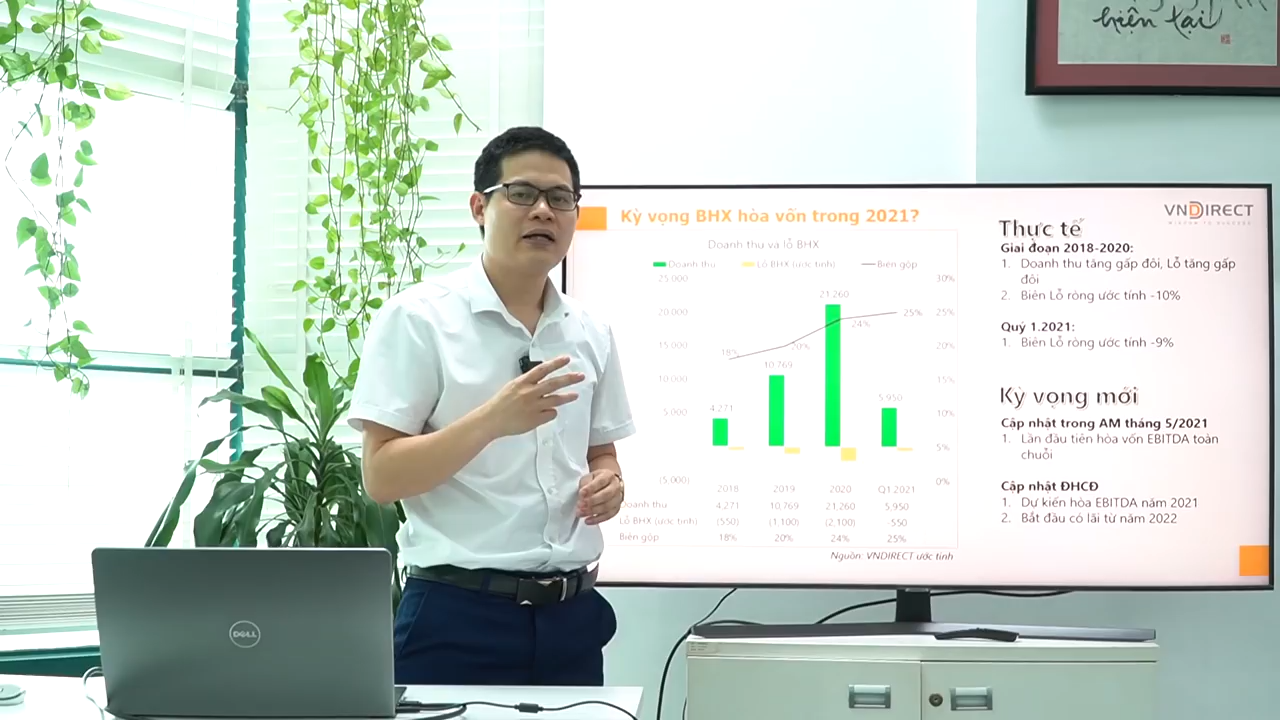 hiện tại
Kỳ vọng BHX hòa vốn trong 2021?
VNDIRECT
WISDOM TO SUCCESS
Doanh thu và lỗ BHX
Doanh thu
Lỗ BHX (ước tính)
Biên gộp
25.000
20.000
15.000
10.000
5.000
(5.000)
30%
25%
20%
15%
10%
5%
0%
4.271
10.769
21.260
5.950
18%
20%
24%
25%
2018 2019 2020 Q1 2021
Doanh thu 4.271 10.769 21.260 5.950
Lỗ BHX (ước tính) (550) (1.100) (2.100) 550
Biên gộp 18% 20% 24% 25%
Nguồn: VNDIRECT ước tính
Thực tế
Giai đoạn 2018-2020:
1. Doanh thu tăng gấp đôi, Lỗ tăng gấp
đôi
2. Biên Lỗ ròng ước tính -10%
Quý 1.2021:
1. Biên Lỗ ròng ước tính -9%
Kỳ vọng mới
Cập nhật trong AM tháng 5/2021
1. Lần đầu tiên hòa vốn EBITDA toàn
chuỗi
Cập nhật ĐHCĐ
1. Dự kiến hòa EBITDA năm 2021
2. Bắt đầu có lãi từ năm 2022
DELL